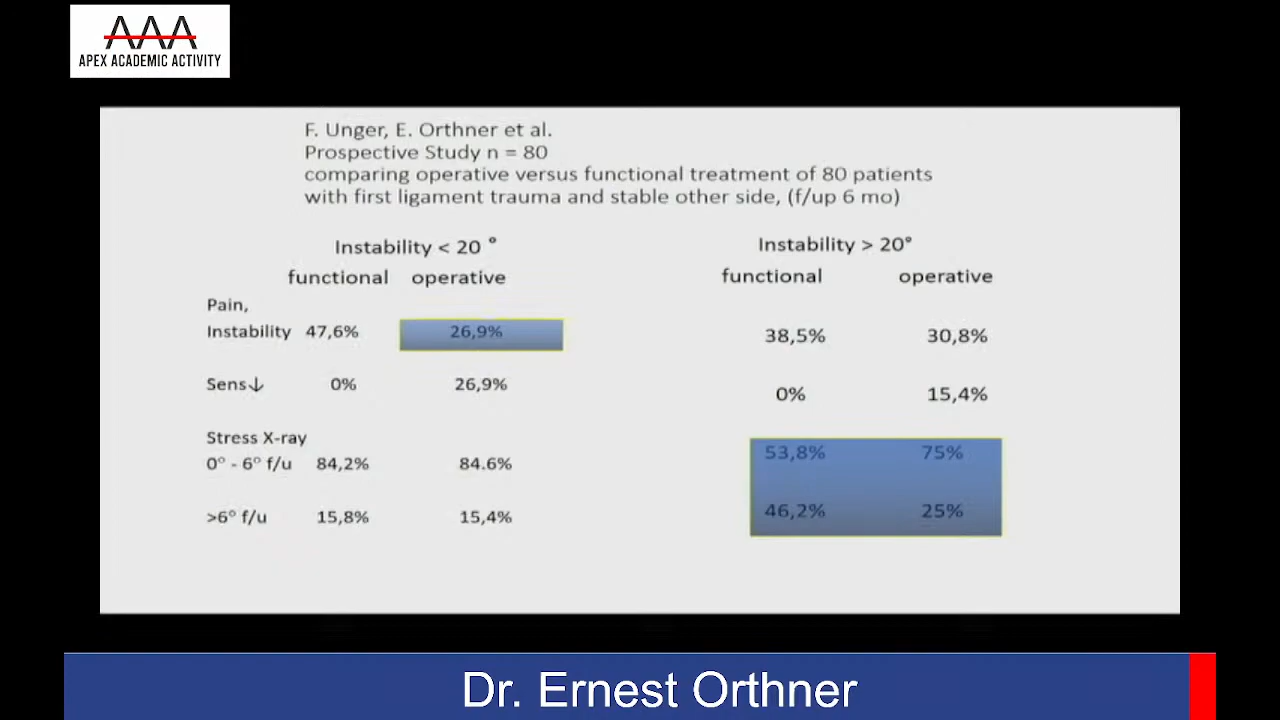 AAA
APEX ACADEMIC ACTIVITY
F. Unger, E. Orthner et al.
Prospective Study n = 80
comparing operative versus functional treatment of 80 patients
with first ligament trauma and stable other side, (f/up 6 mo)
Instability < 20 ° Instability > 20°
functional operative functional operative
Pain,
Instability 47,6% 26,9% 38,5% 30,8%
Sens↓ 0% 26,9% 0% 15,4%
Stress X-ray
0° - 6° f/u 84,2% 84.6% 53,8% 75%
>6° f/u 15,8% 15,4% 46,2% 25%
Dr. Ernest Orthner